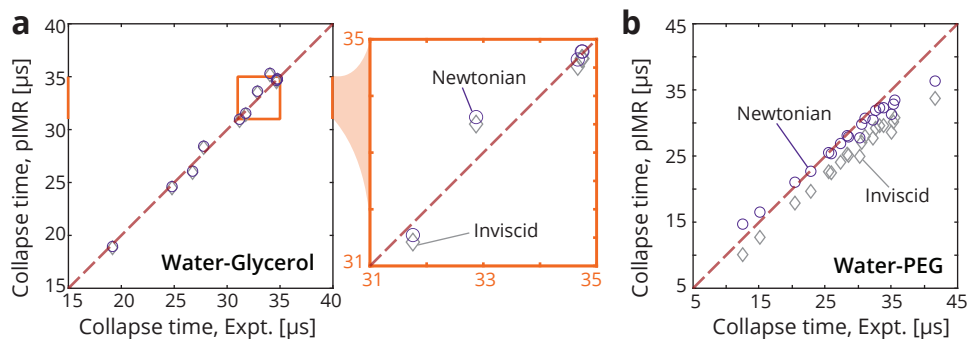 a
Collapse time, pIMR [µs]
40
35
30
25
20
15
15
20
25
30
35
40
Water-Glycerol
Collapse time, Expt. [µs]
35
31
31
33
35
Newtonian
Inviscid
b
Collapse time, pIMR [µs]
45
35
25
15
5
5
15
25
35
45
Newtonian
Inviscid
Water-PEG
Collapse time, Expt. [µs]